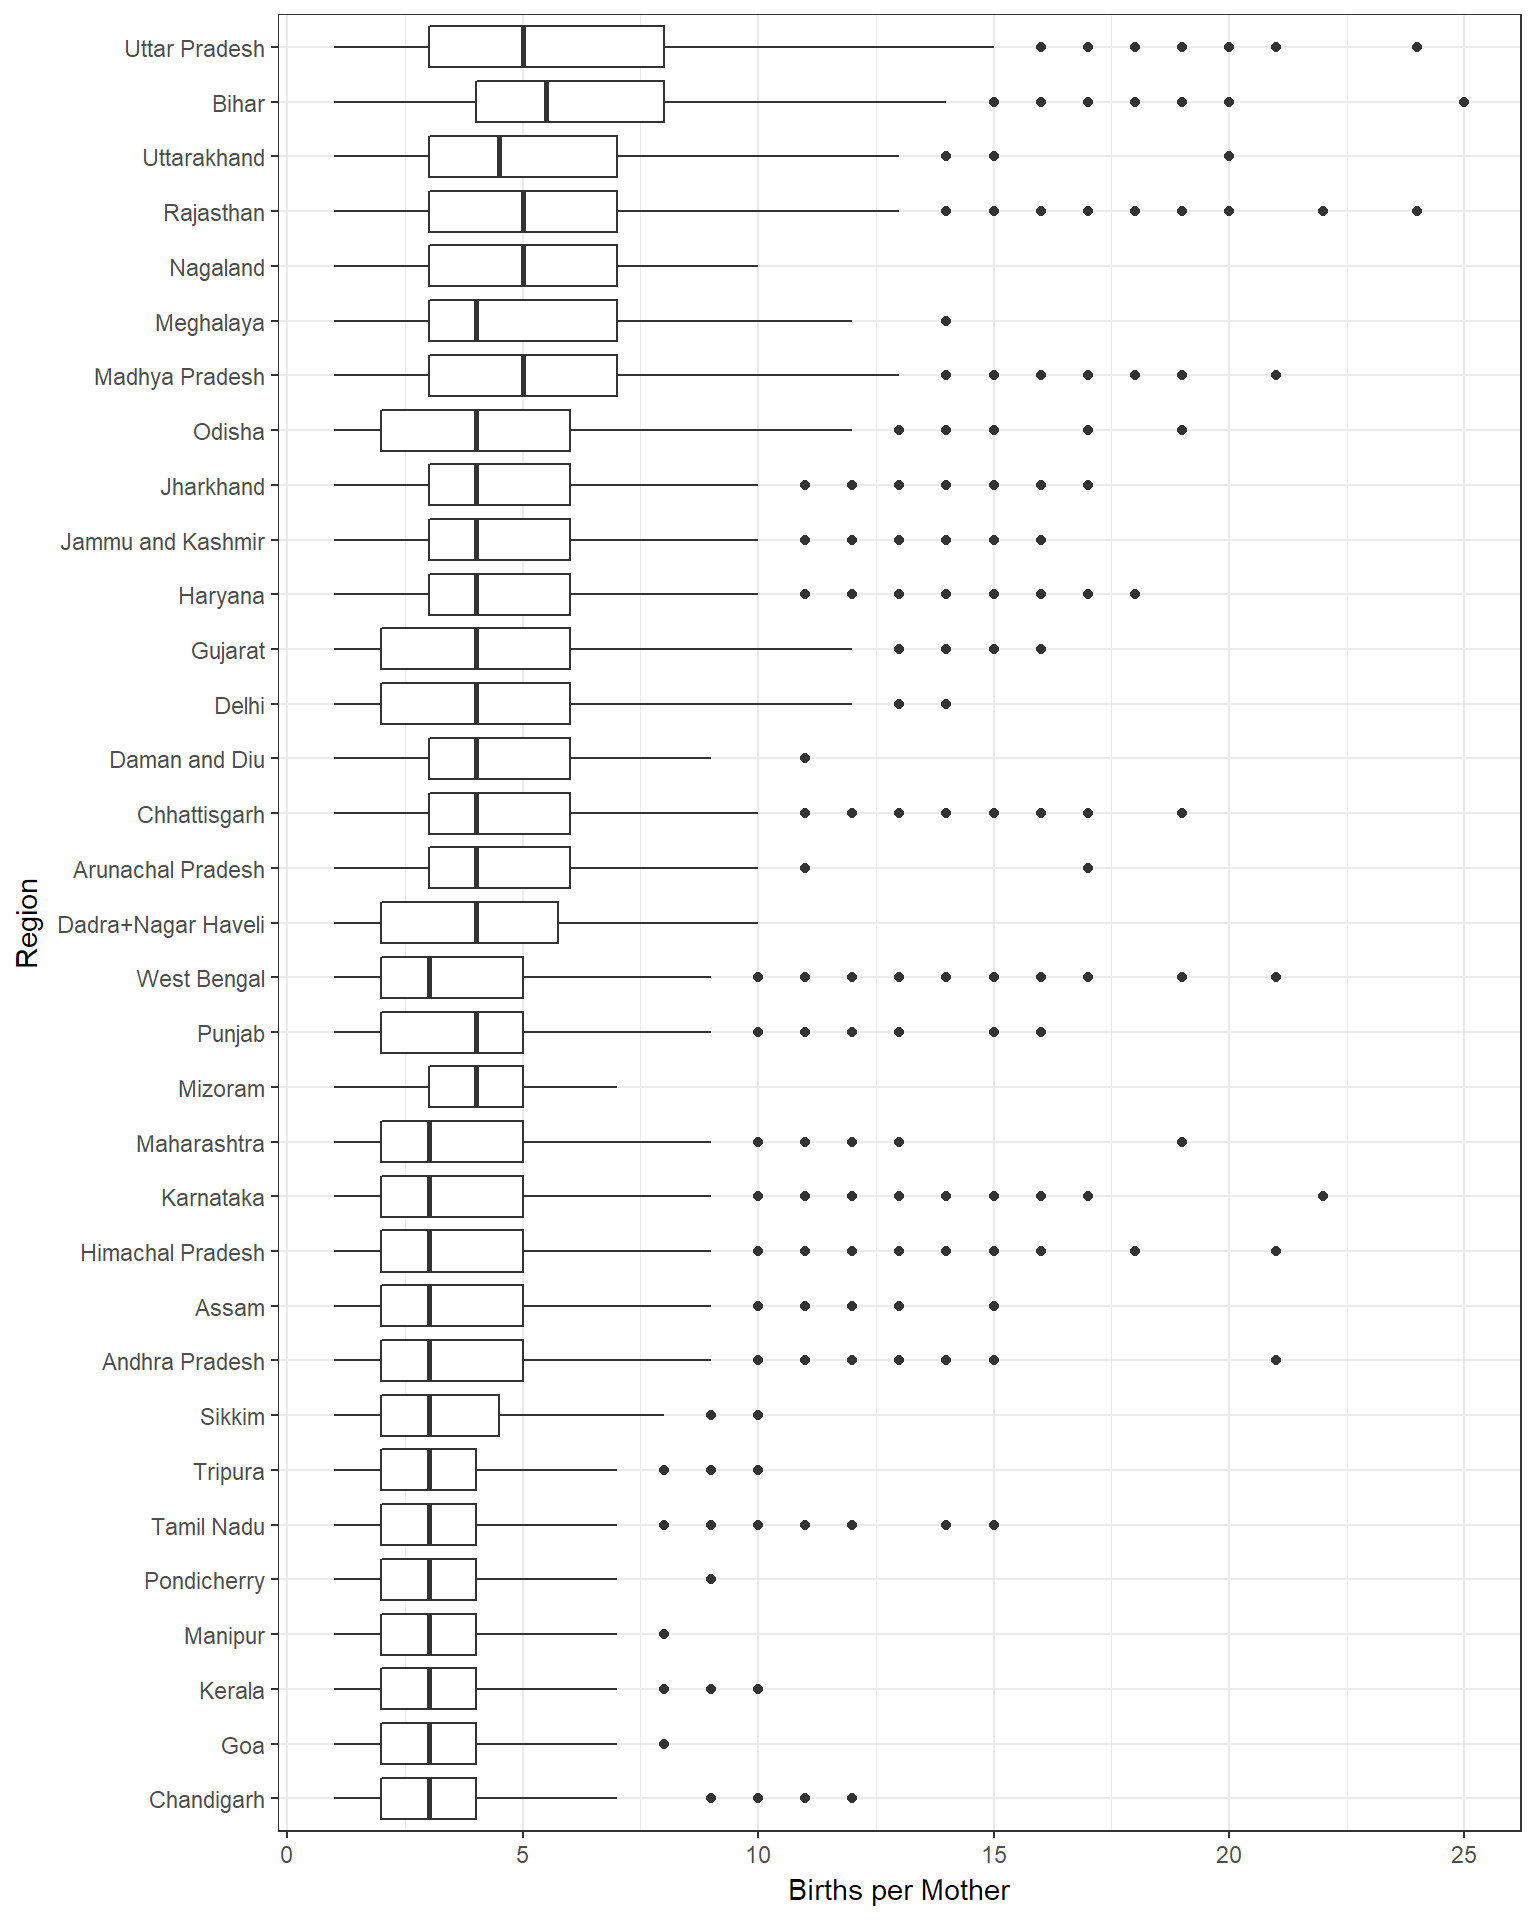 Uttar Pradesh
Bihar
Uttarakhand
Rajasthan
Nagaland
Meghalaya
Madhya Pradesh
Odisha
Jharkhand
Jammu and Kashmir
Haryana
Gujarat
Delhi
Daman and Diu
Chhattisgarh
Arunachal Pradesh
Dadra+Nagar Haveli
West Bengal
Punjab
Mizoram
Maharashtra
Karnataka
Himachal Pradesh
Assam
Andhra Pradesh
Sikkim
Tripura
Tamil Nadu
Pondicherry
Manipur
Kerala
Goa
Chandigarh
Region
0 5 10 15 20 25
Births per Mother